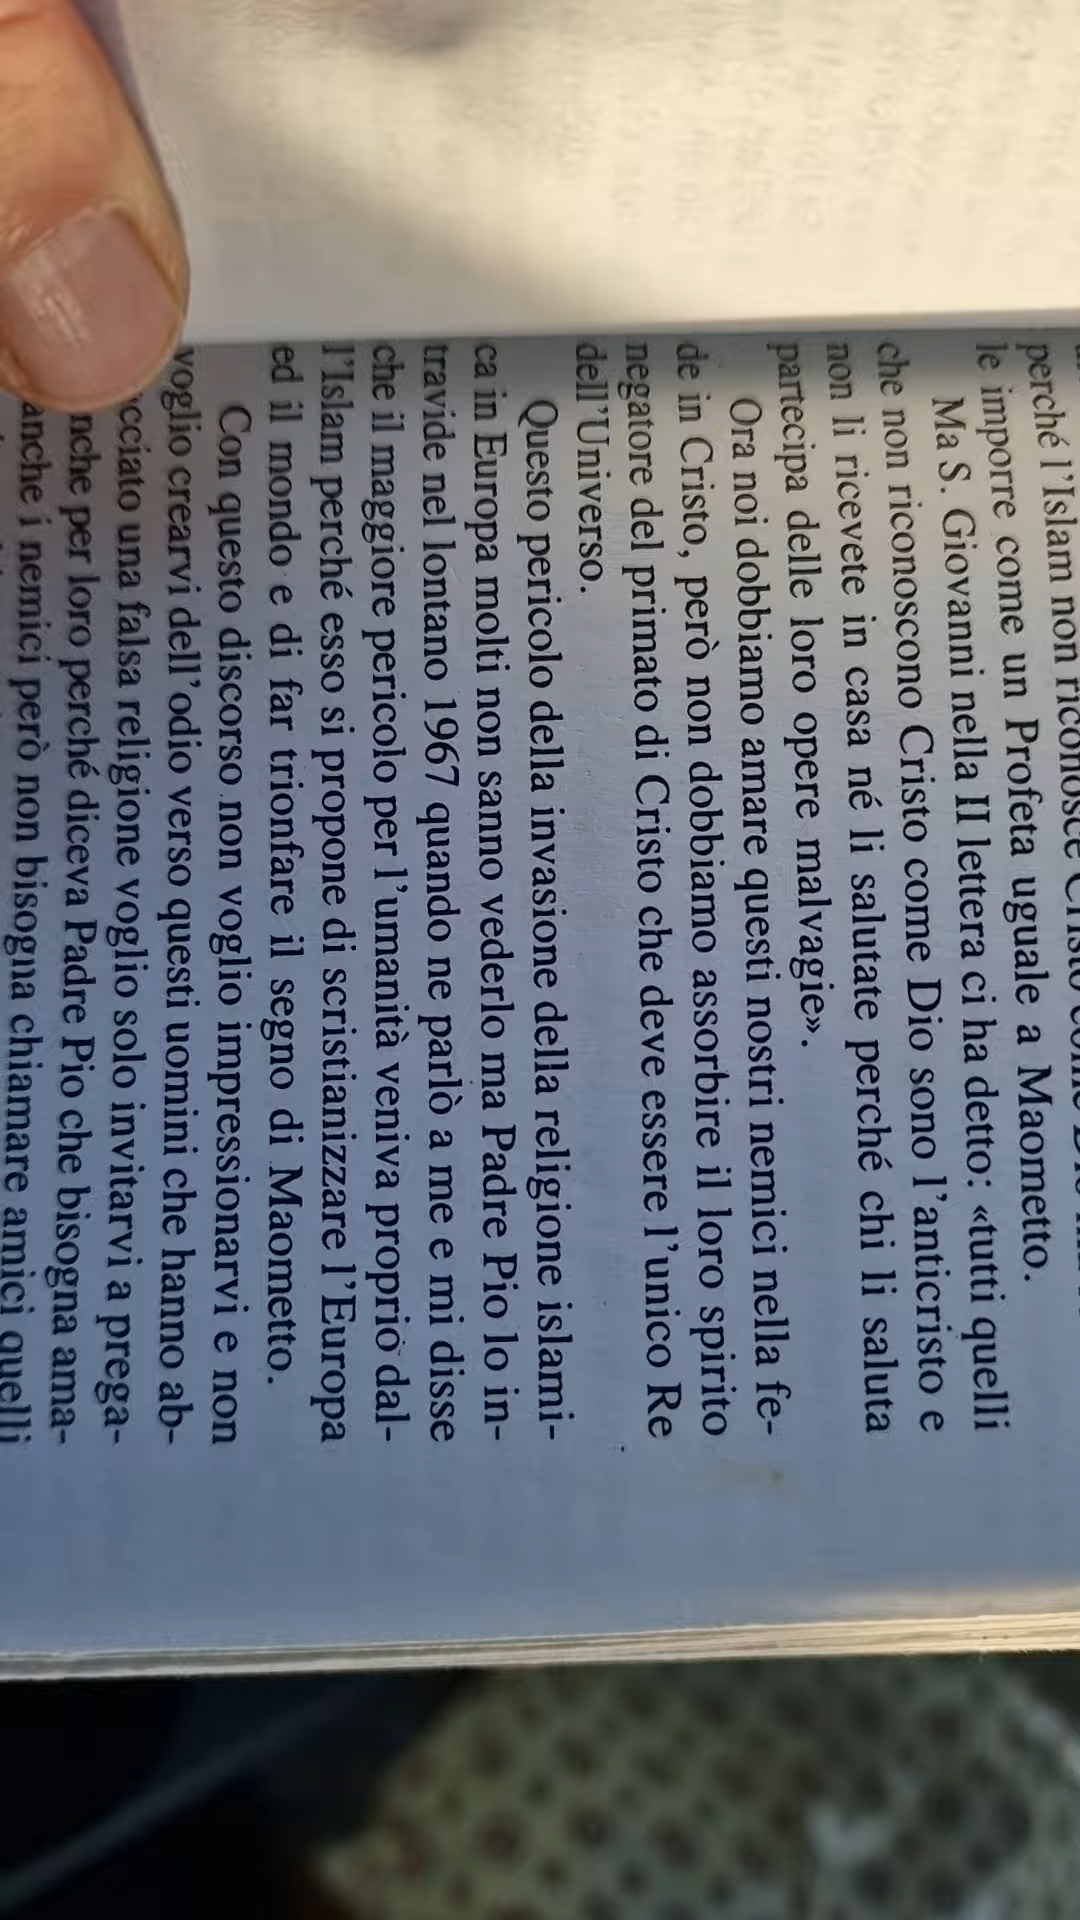 perché l'Islam non riconosce Cristo come
le imporre come un Profeta uguale a Maometto.
Ma S. Giovanni nella II lettera ci ha detto: «tutti quelli
che non riconoscono Cristo come Dio sono l'anticristo e
non li ricevete in casa né li salutate perché chi li saluta
partecipa delle loro opere malvagie».
Ora noi dobbiamo amare questi nostri nemici nella fe-
de in Cristo, però non dobbiamo assorbire il loro spirito
negatore del primato di Cristo che deve essere l'unico Re
dell'Universo.
Questo pericolo della invasione della religione islami-
ca in Europa molti non sanno vederlo ma Padre Pio lo in-
travide nel lontano 1967 quando ne parlò a me e mi disse
che il maggiore pericolo per l'umanità veniva proprio dal-
l'Islam perché esso si propone di scristianizzare l'Europa
ed il mondo e di far trionfare il segno di Maometto.
Con questo discorso non voglio impressionarvi e non
voglio crearvi dell'odio verso questi uomini che hanno ab-
cciato una falsa religione voglio solo invitarvi a prega-
nche per loro perché diceva Padre Pio che bisogna ama-
anche i nemici però non bisogna chiamare amici quelli